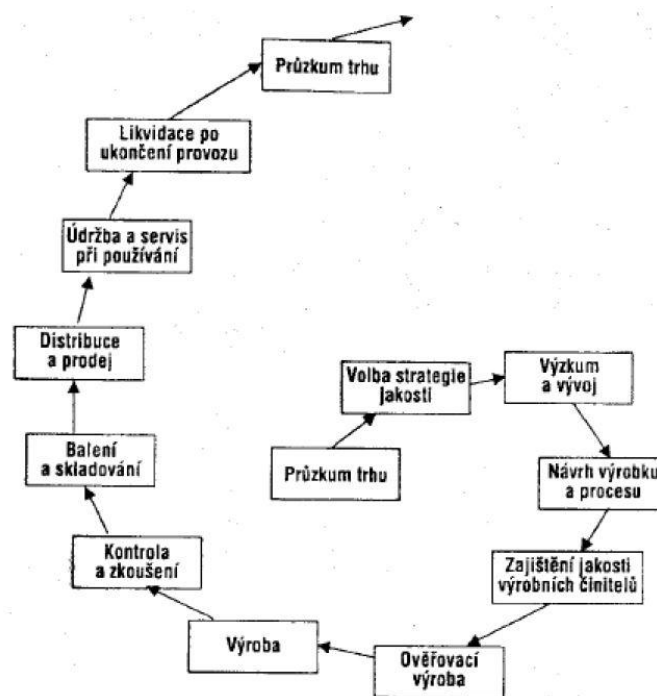 Průzkum trhu
Likvidace po
ukončení provozu
Údržba a servis
při používání
Distribuce
a prodej
Volba strategie
jakosti
Výzkum
a vývoj
Balení
a skladování
Průzkum trhu
Návrh výrobku
a procesu
Kontrola
a zkoušení
Zajištění jakosti
výrobních činitelů
Výroba
Ověřovací
výroba